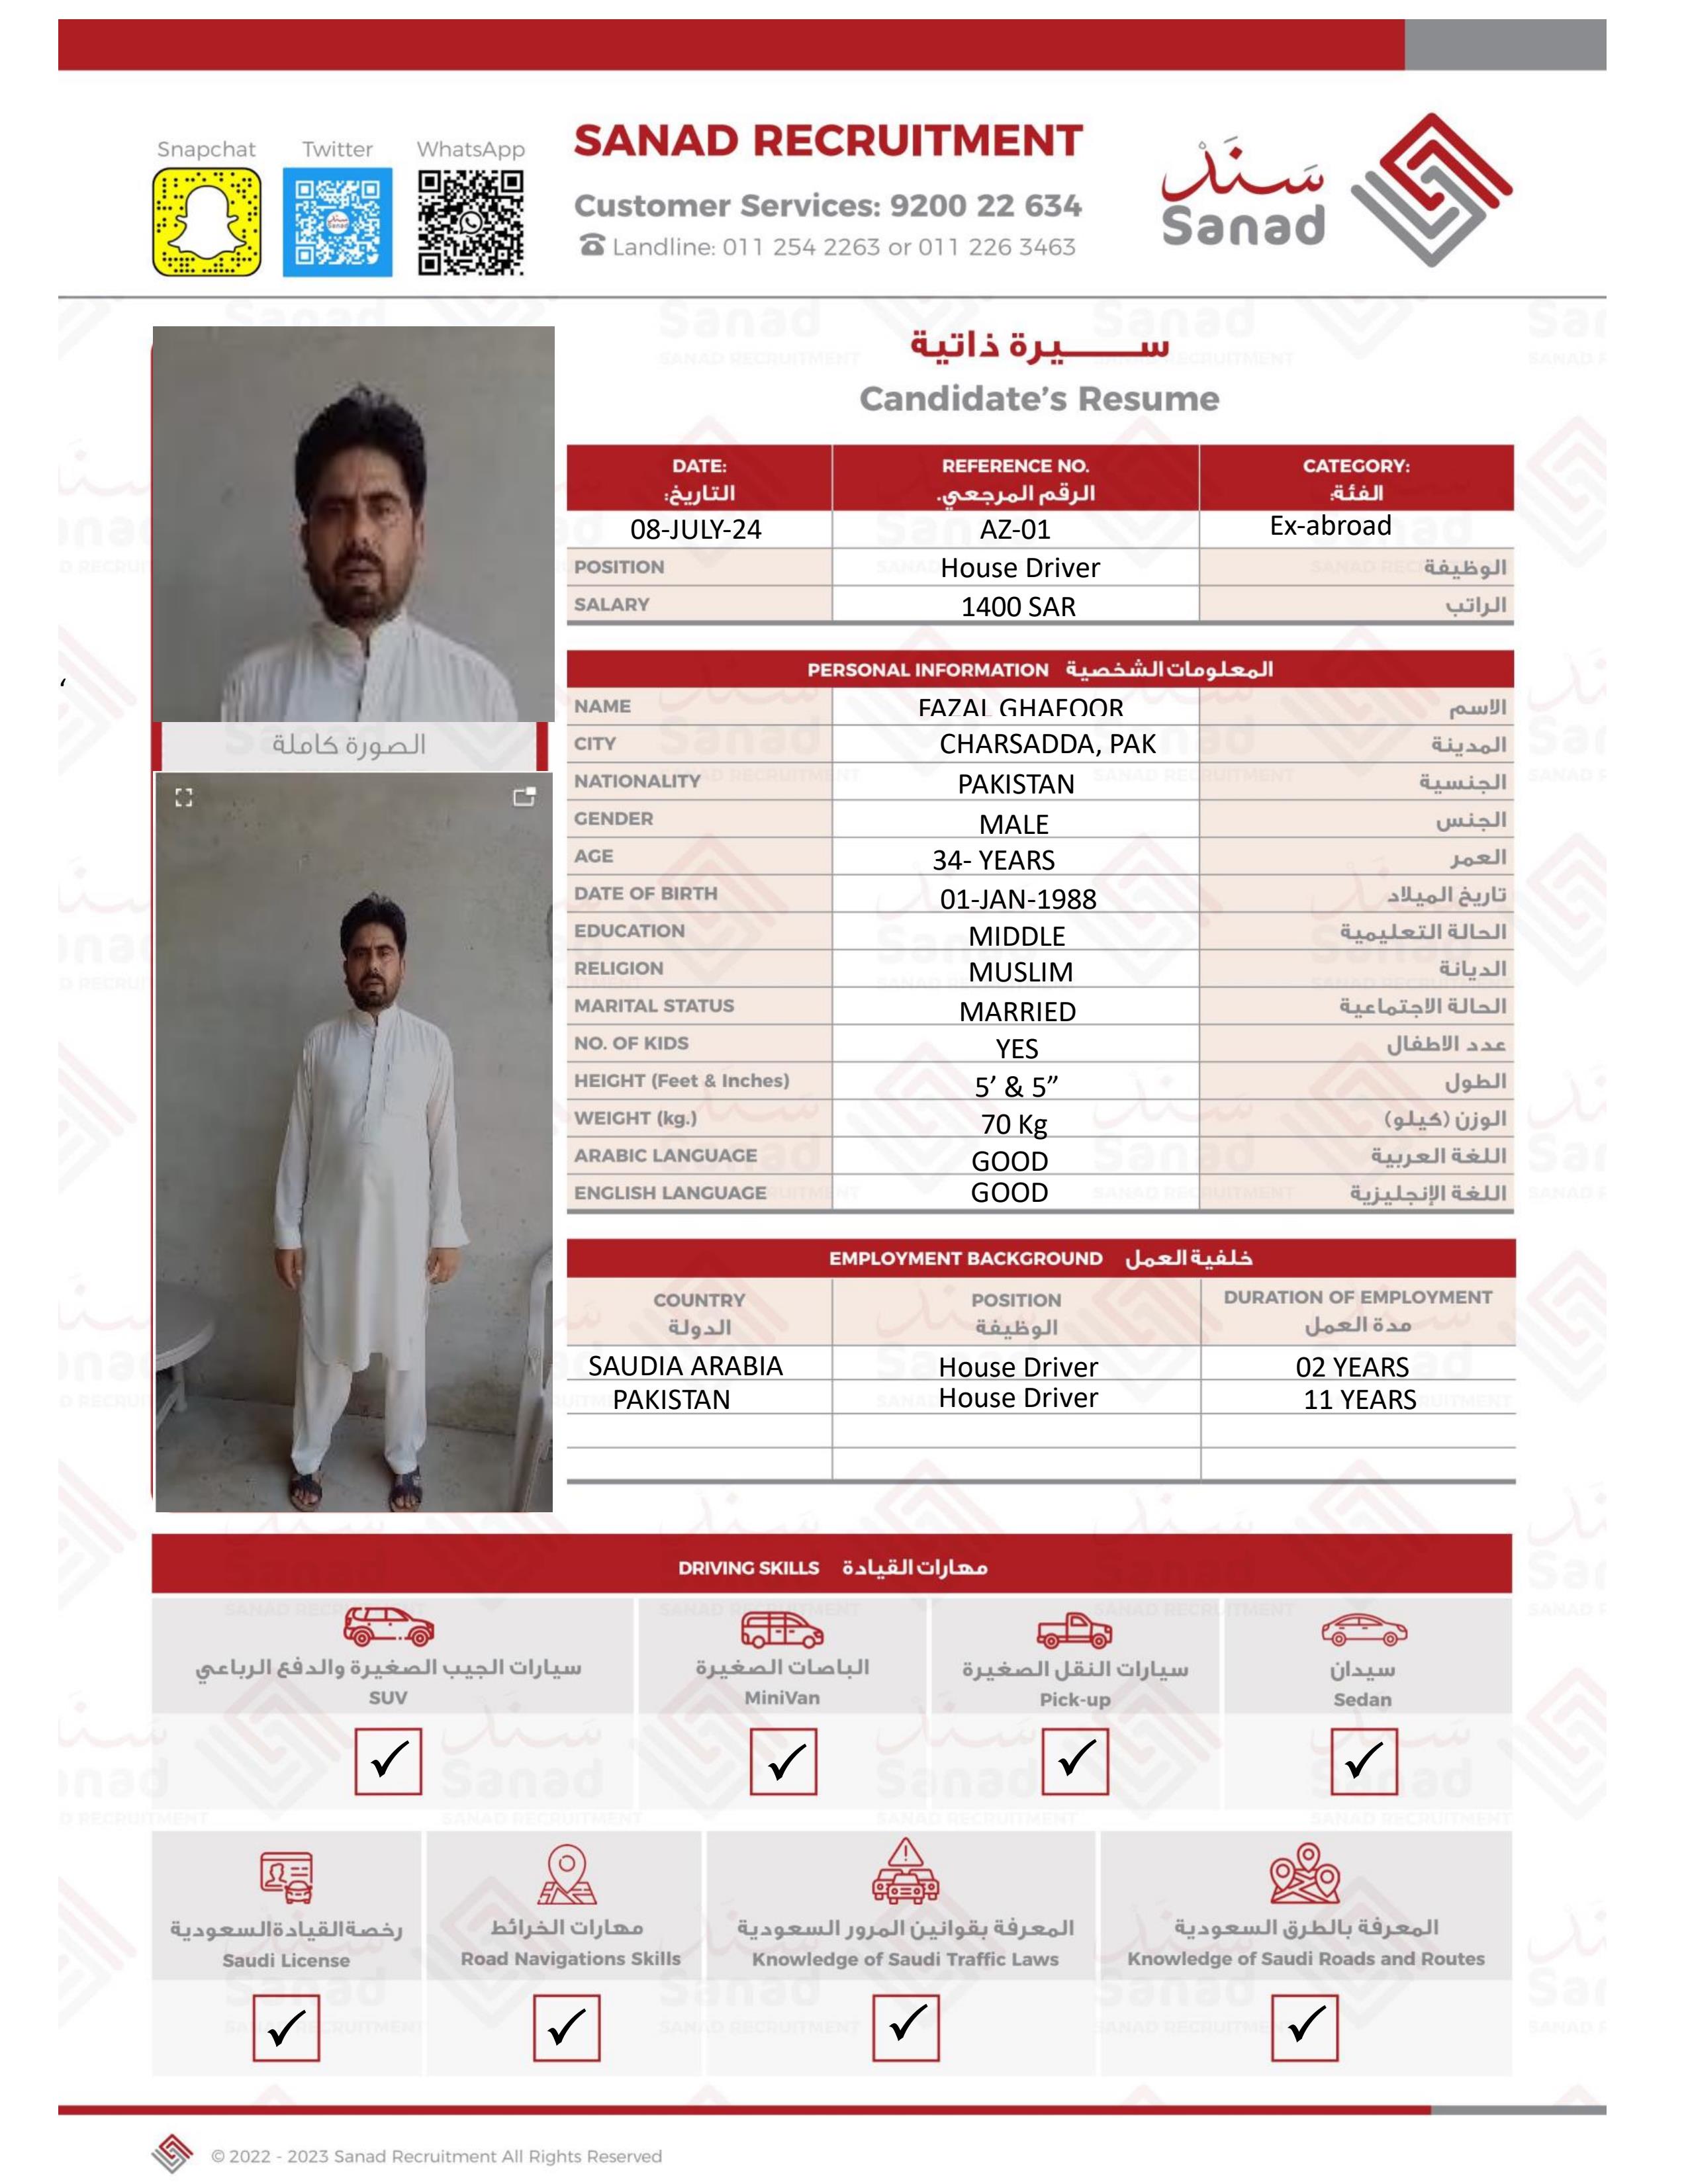 Snapchat
Twitter
WhatsApp
SANAD RECRUITMENT
Customer Services: 9200 22 634
Landline: 011 254 2263 or 011 226 3463
سَنَدْ
Sanad
ســــيرة ذاتية
Candidate's Resume
DATE: REFERENCE NO. CATEGORY:
التاريخ: الرقم المرجعي. الفئة:
08-JULY-24 AZ-01 Ex-abroad
POSITION House Driver الوظيفة
SALARY 1400 SAR الراتب
PERSONAL INFORMATION المعلومات الشخصية
NAME FAZAL GHAFOOR الاسم
الصورة كاملة
CITY CHARSADDA, PAK المدينة
NATIONALITY PAKISTAN الجنسية
GENDER MALE الجنس
AGE 34- YEARS العمر
DATE OF BIRTH 01-JAN-1988 تاريخ الميلاد
EDUCATION MIDDLE الحالة التعليمية
RELIGION MUSLIM الديانة
MARITAL STATUS MARRIED الحالة الاجتماعية
NO. OF KIDS YES عدد الاطفال
HEIGHT (Feet & Inches) 5’ & 5” الطول
WEIGHT (kg.) 70 Kg الوزن (كيلو)
ARABIC LANGUAGE GOOD اللغة العربية
ENGLISH LANGUAGE GOOD اللغة الإنجليزية
EMPLOYMENT BACKGROUND خلفية العمل
COUNTRY POSITION DURATION OF EMPLOYMENT
الدولة الوظيفة مدة العمل
SAUDIA ARABIA House Driver 02 YEARS
PAKISTAN House Driver 11 YEARS
DRIVING SKILLS مهارات القيادة
سيارات الجيب الصغيرة والدفع الرباعي الباصات الصغيرة سيارات النقل الصغيرة سيدان
SUV MiniVan Pick-up Sedan
✓ ✓ ✓ ✓
رخصة القيادة السعودية مهارات الخرائط المعرفة بقوانين المرور السعودية المعرفة بالطرق السعودية
Saudi License Road Navigations Skills Knowledge of Saudi Traffic Laws Knowledge of Saudi Roads and Routes
✓ ✓ ✓ ✓
© 2022 - 2023 Sanad Recruitment All Rights Reserved